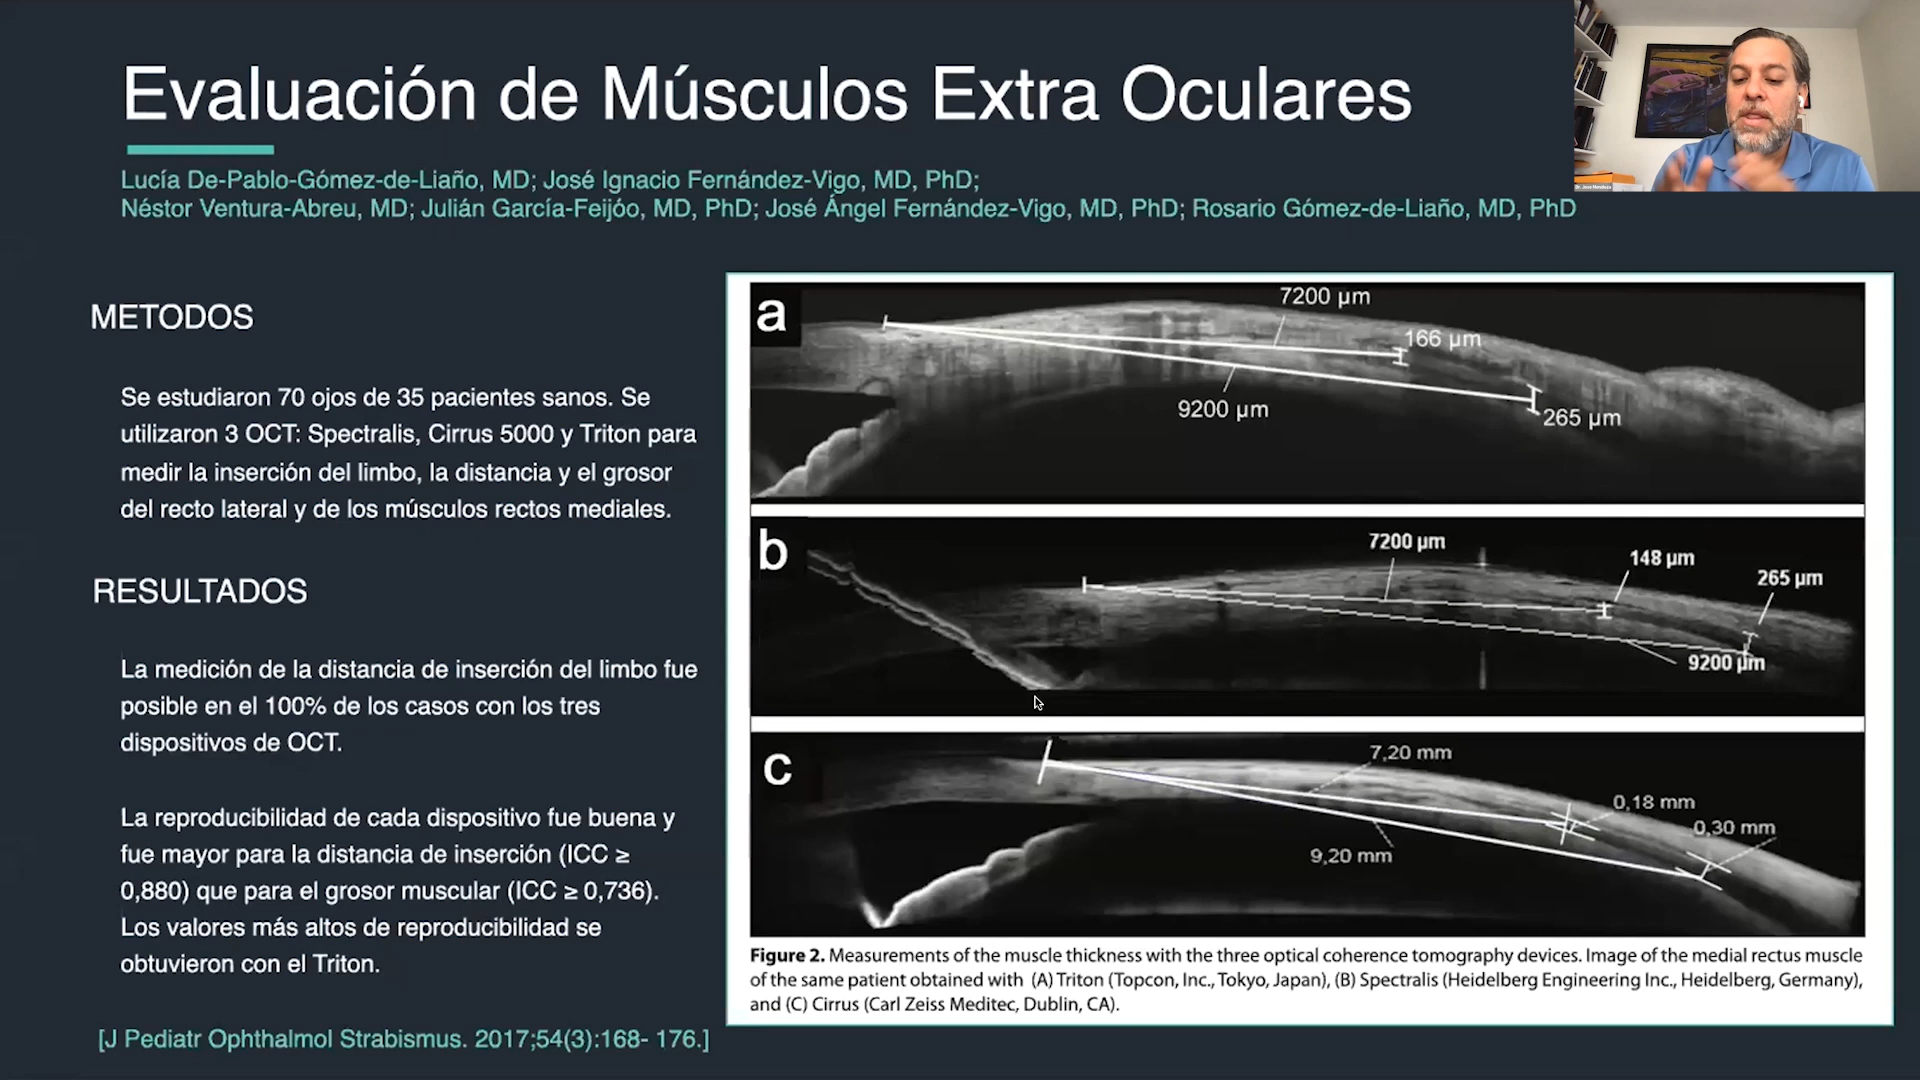 Evaluación de Músculos Extra Oculares
Lucía De-Pablo-Gómez-de-Liaño, MD; José Ignacio Fernández-Vigo, MD, PhD;
Néstor Ventura-Abreu, MD; Julián García-Feijóo, MD, PhD; José Ángel Fernández-Vigo, MD, PhD; Rosario Gómez-de-Liaño, MD, PhD
Dr. Jose Mendoza
METODOS
Se estudiaron 70 ojos de 35 pacientes sanos. Se
utilizaron 3 OCT: Spectralis, Cirrus 5000 y Triton para
medir la inserción del limbo, la distancia y el grosor
del recto lateral y de los músculos rectos mediales.
RESULTADOS
La medición de la distancia de inserción del limbo fue
posible en el 100% de los casos con los tres
dispositivos de OCT.
La reproducibilidad de cada dispositivo fue buena y
fue mayor para la distancia de inserción (ICC ≥
0,880) que para el grosor muscular (ICC ≥ 0,736).
Los valores más altos de reproducibilidad se
obtuvieron con el Triton.
[J Pediatr Ophthalmol Strabismus. 2017;54(3):168- 176.]
a
7200 µm
166 µm
9200 µm
265 µm
b
7200 µm
148 µm
265 µm
9200 µm
c
7,20 mm
0,18 mm
0,30 mm
9,20 mm
Figure 2. Measurements of the muscle thickness with the three optical coherence tomography devices. Image of the medial rectus muscle
of the same patient obtained with (A) Triton (Topcon, Inc., Tokyo, Japan), (B) Spectralis (Heidelberg Engineering Inc., Heidelberg, Germany),
and (C) Cirrus (Carl Zeiss Meditec, Dublin, CA).